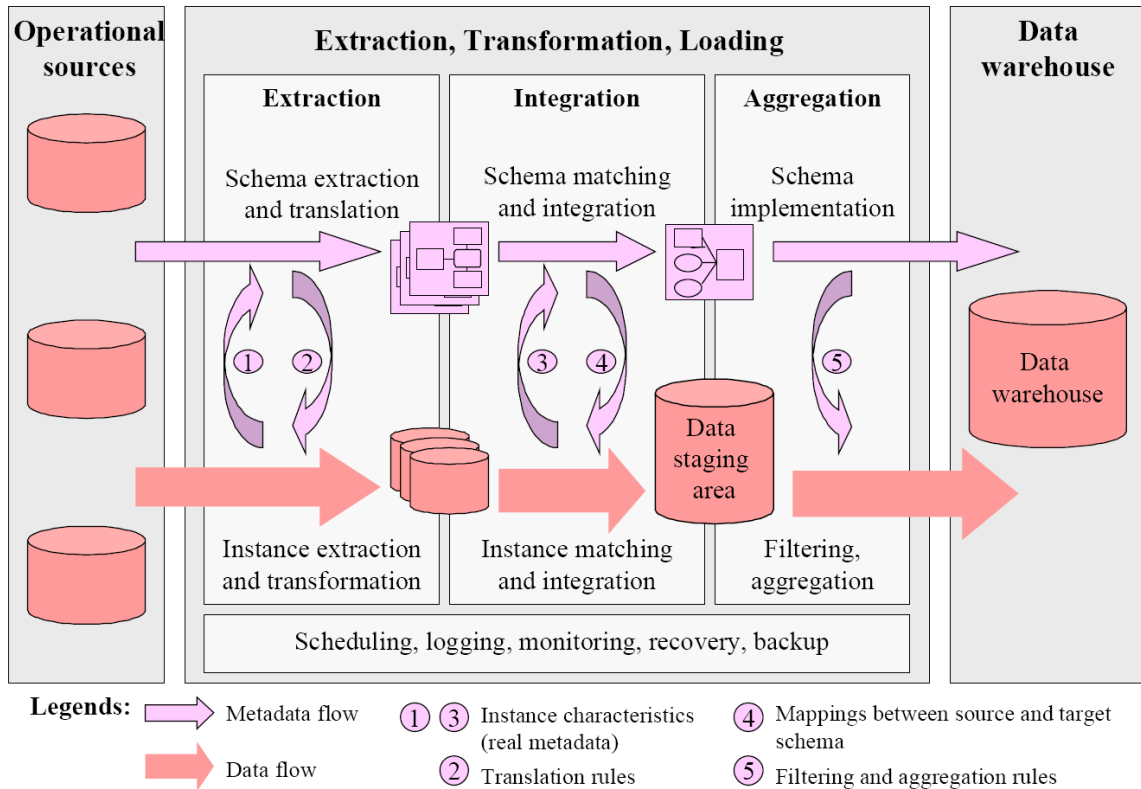 Operational
sources
Extraction, Transformation, Loading
Data
warehouse
Extraction
Integration
Aggregation
Schema extraction
and translation
Schema matching
and integration
Schema
implementation
1
2
3
4
5
Data
warehouse
Data
staging
area
Instance extraction
and transformation
Instance matching
and integration
Filtering,
aggregation
Scheduling, logging, monitoring, recovery, backup
Legends:
Metadata flow
Data flow
1 3 Instance characteristics
(real metadata)
2 Translation rules
4 Mappings between source and target
schema
5 Filtering and aggregation rules